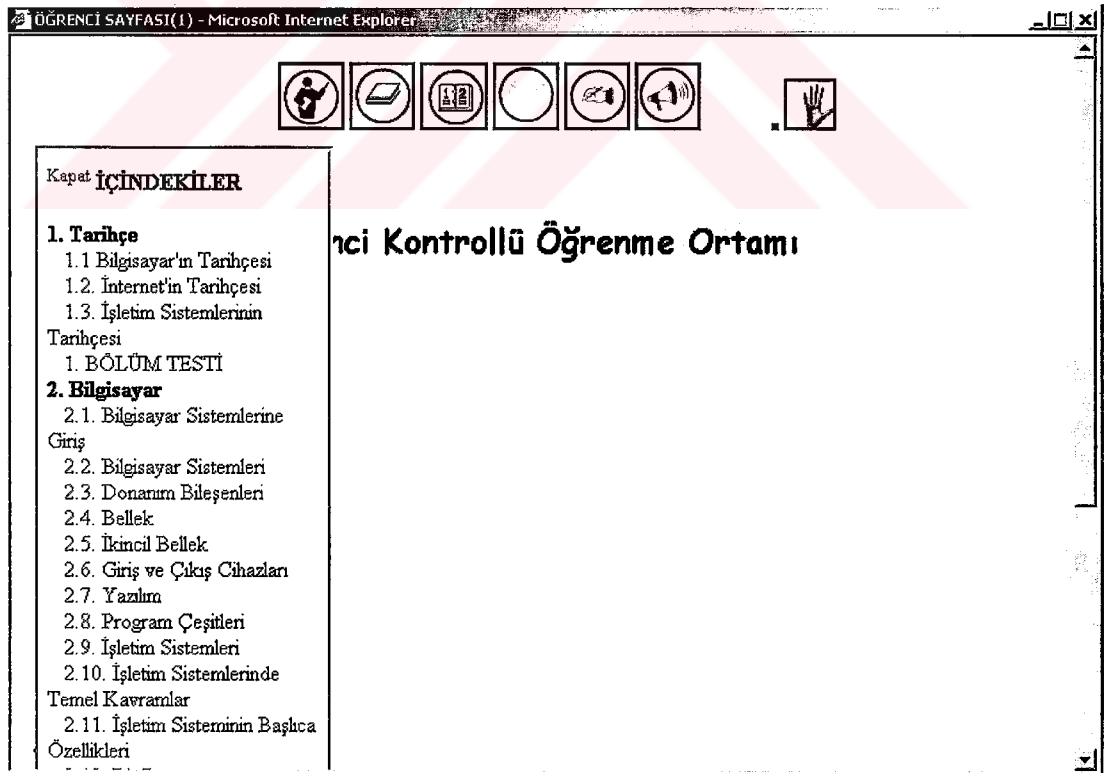 ÖĞRENCİ SAYFASI(1) - Microsoft Internet Explorer
Kapat İÇİNDEKİLER
1. Tarihçe
1.1 Bilgisayar'ın Tarihçesi
1.2. İnternet'in Tarihçesi
1.3. İşletim Sistemlerinin
Tarihçesi
1. BÖLÜM TESTİ
2. Bilgisayar
2.1. Bilgisayar Sistemlerine
Giriş
2.2. Bilgisayar Sistemleri
2.3. Donanım Bileşenleri
2.4. Bellek
2.5. İkincil Bellek
2.6. Giriş ve Çıkış Cihazları
2.7. Yazılım
2.8. Program Çeşitleri
2.9. İşletim Sistemleri
2.10. İşletim Sistemlerinde
Temel Kavramlar
2.11. İşletim Sisteminin Başlıca
Özellikleri
nci Kontrollü Öğrenme Ortamı